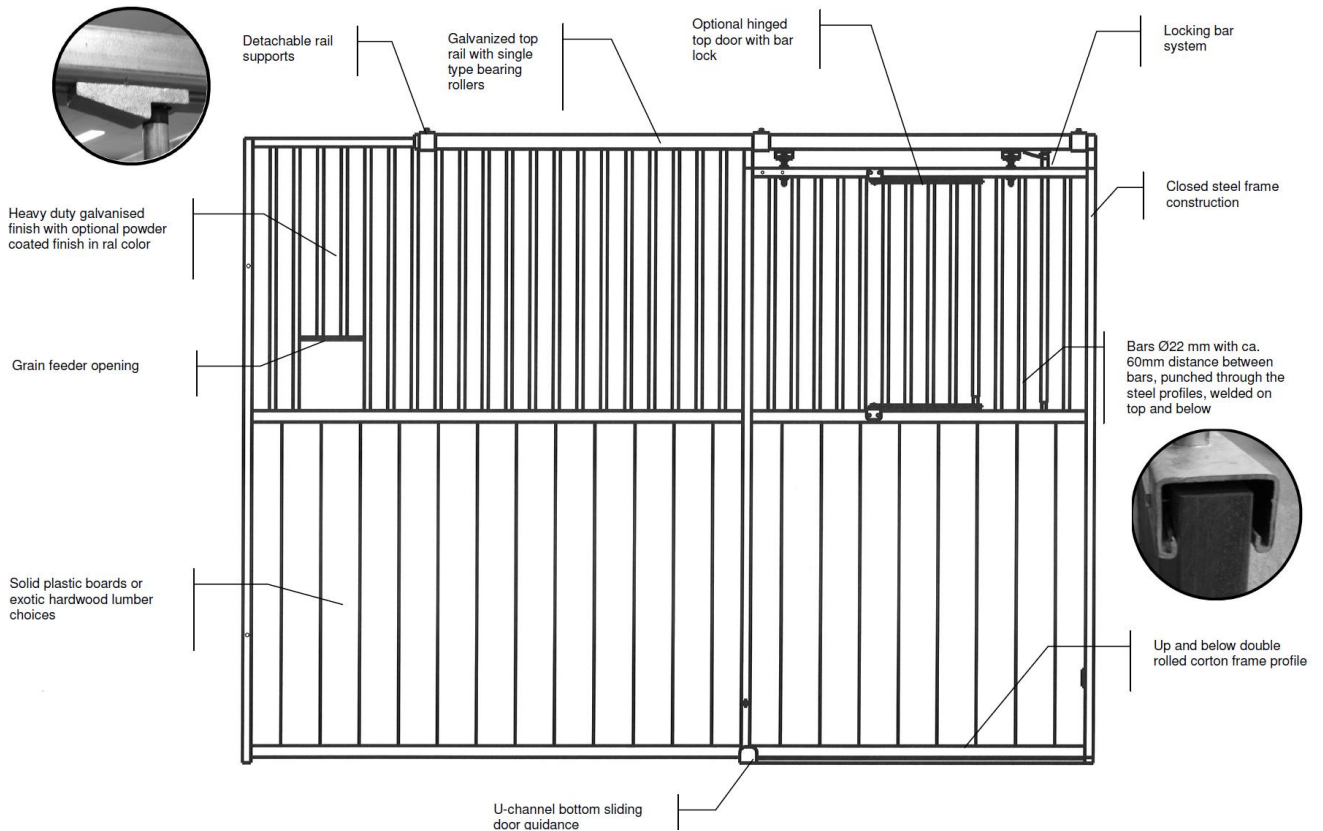 Detachable rail
supports
Galvanized top
rail with single
type bearing
rollers
Optional hinged
top door with bar
lock
Locking bar
system
Heavy duty galvanised
finish with optional powder
coated finish in ral color
Closed steel frame
construction
Grain feeder opening
Bars Ø22 mm with ca.
60mm distance between
bars, punched through the
steel profiles, welded on
top and below
Solid plastic boards or
exotic hardwood lumber
choices
Up and below double
rolled corton frame profile
U-channel bottom sliding
door guidance